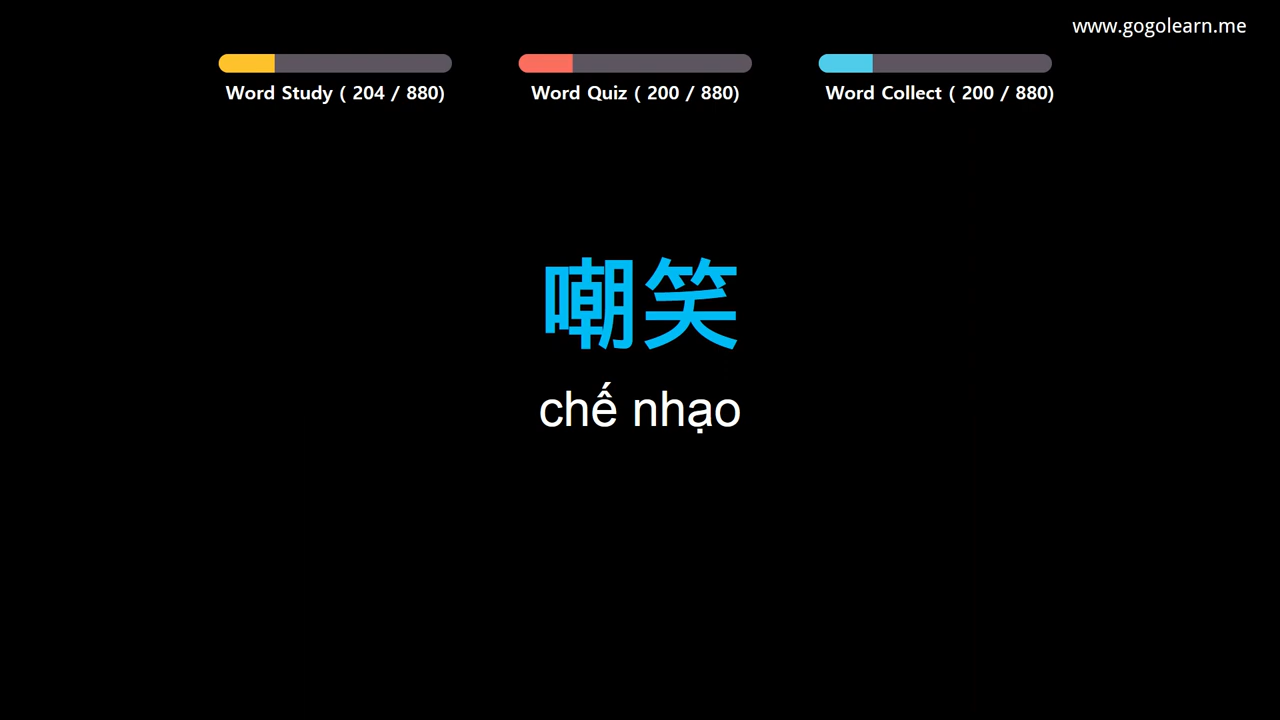 www.gogolearn.me
Word Study ( 204 / 880)
Word Quiz ( 200 / 880)
Word Collect ( 200 / 880)
嘲笑
chế nhạo